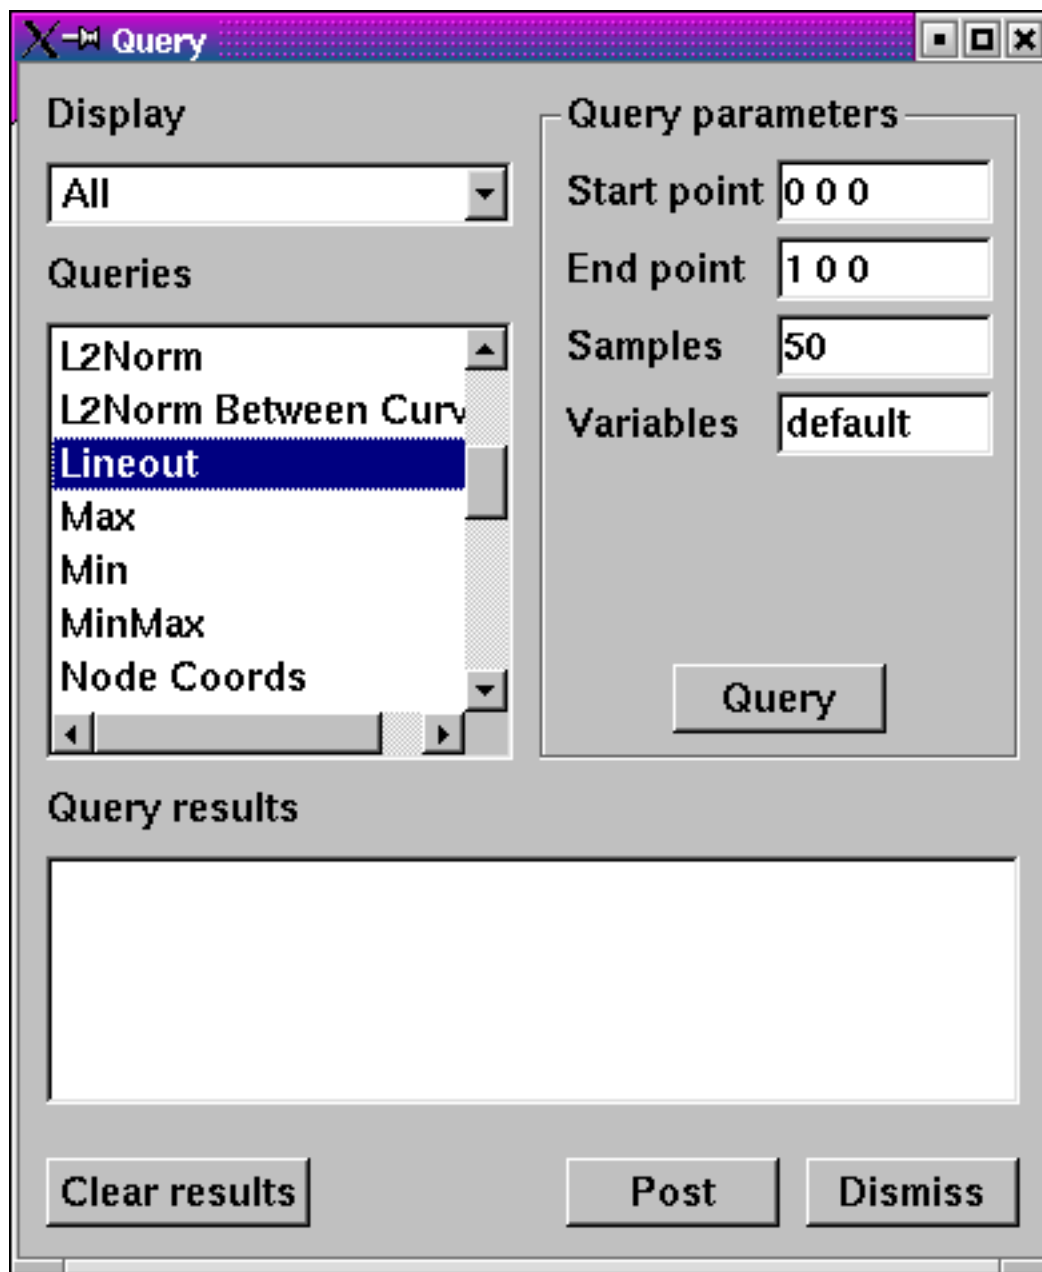 Query
Display
All
Queries
L2Norm
L2Norm Between Curv
Lineout
Max
Min
MinMax
Node Coords
Query parameters
Start point 0 0 0
End point 1 0 0
Samples 50
Variables default
Query
Query results
Clear results
Post
Dismiss